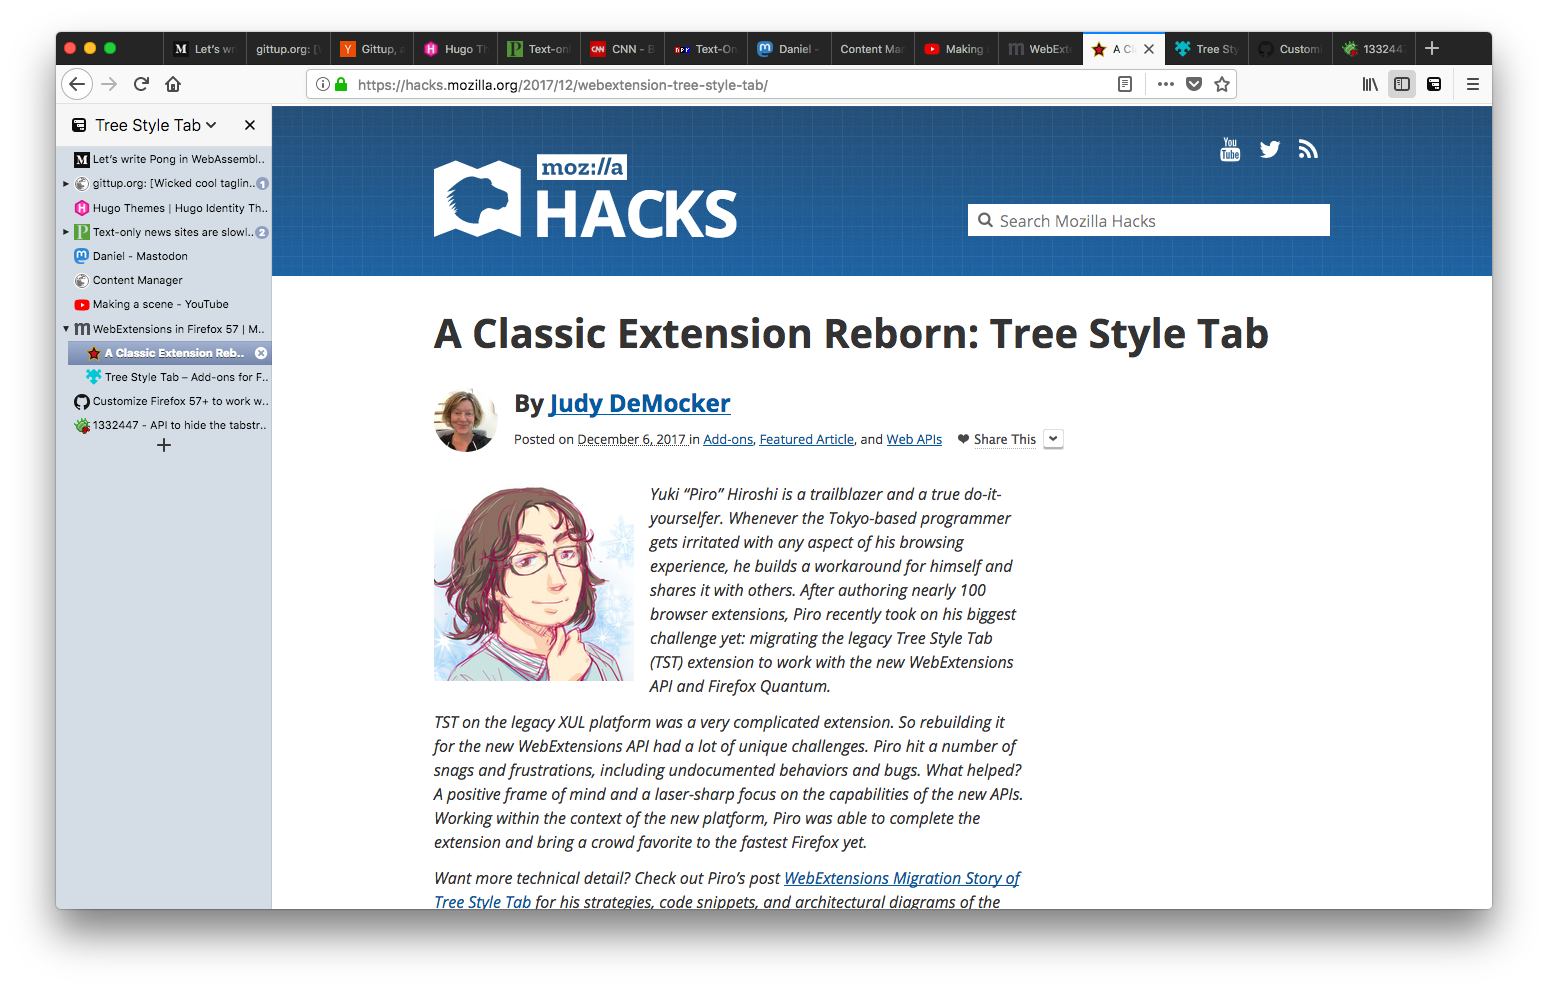 Let's wr
gittup.org: [W
Gittup, a
Hugo Th
Text-onl
CNN - B
Text-On
Daniel -
Content Mar
Making a
WebExte
A Cl
Tree Sty
Customi
133244
https://hacks.mozilla.org/2017/12/webextension-tree-style-tab/
Tree Style Tab
Let's write Pong in WebAssembl..
gittup.org: [Wicked cool taglin.. 1
Hugo Themes | Hugo Identity Th..
Text-only news sites are slowl.. 2
Daniel - Mastodon
Content Manager
Making a scene - YouTube
WebExtensions in Firefox 57 | M..
A Classic Extension Reb..
Tree Style Tab – Add-ons for F..
Customize Firefox 57+ to work w..
1332447 - API to hide the tabstr..
moz://a
HACKS
You
Tube
Search Mozilla Hacks
A Classic Extension Reborn: Tree Style Tab
By Judy DeMocker
Posted on December 6, 2017 in Add-ons, Featured Article, and Web APIs Share This
Yuki “Piro” Hiroshi is a trailblazer and a true do-it-
yourselfer. Whenever the Tokyo-based programmer
gets irritated with any aspect of his browsing
experience, he builds a workaround for himself and
shares it with others. After authoring nearly 100
browser extensions, Piro recently took on his biggest
challenge yet: migrating the legacy Tree Style Tab
(TST) extension to work with the new WebExtensions
API and Firefox Quantum.
TST on the legacy XUL platform was a very complicated extension. So rebuilding it
for the new WebExtensions API had a lot of unique challenges. Piro hit a number of
snags and frustrations, including undocumented behaviors and bugs. What helped?
A positive frame of mind and a laser-sharp focus on the capabilities of the new APIs.
Working within the context of the new platform, Piro was able to complete the
extension and bring a crowd favorite to the fastest Firefox yet.
Want more technical detail? Check out Piro’s post WebExtensions Migration Story of
Tree Style Tab for his strategies, code snippets, and architectural diagrams of the